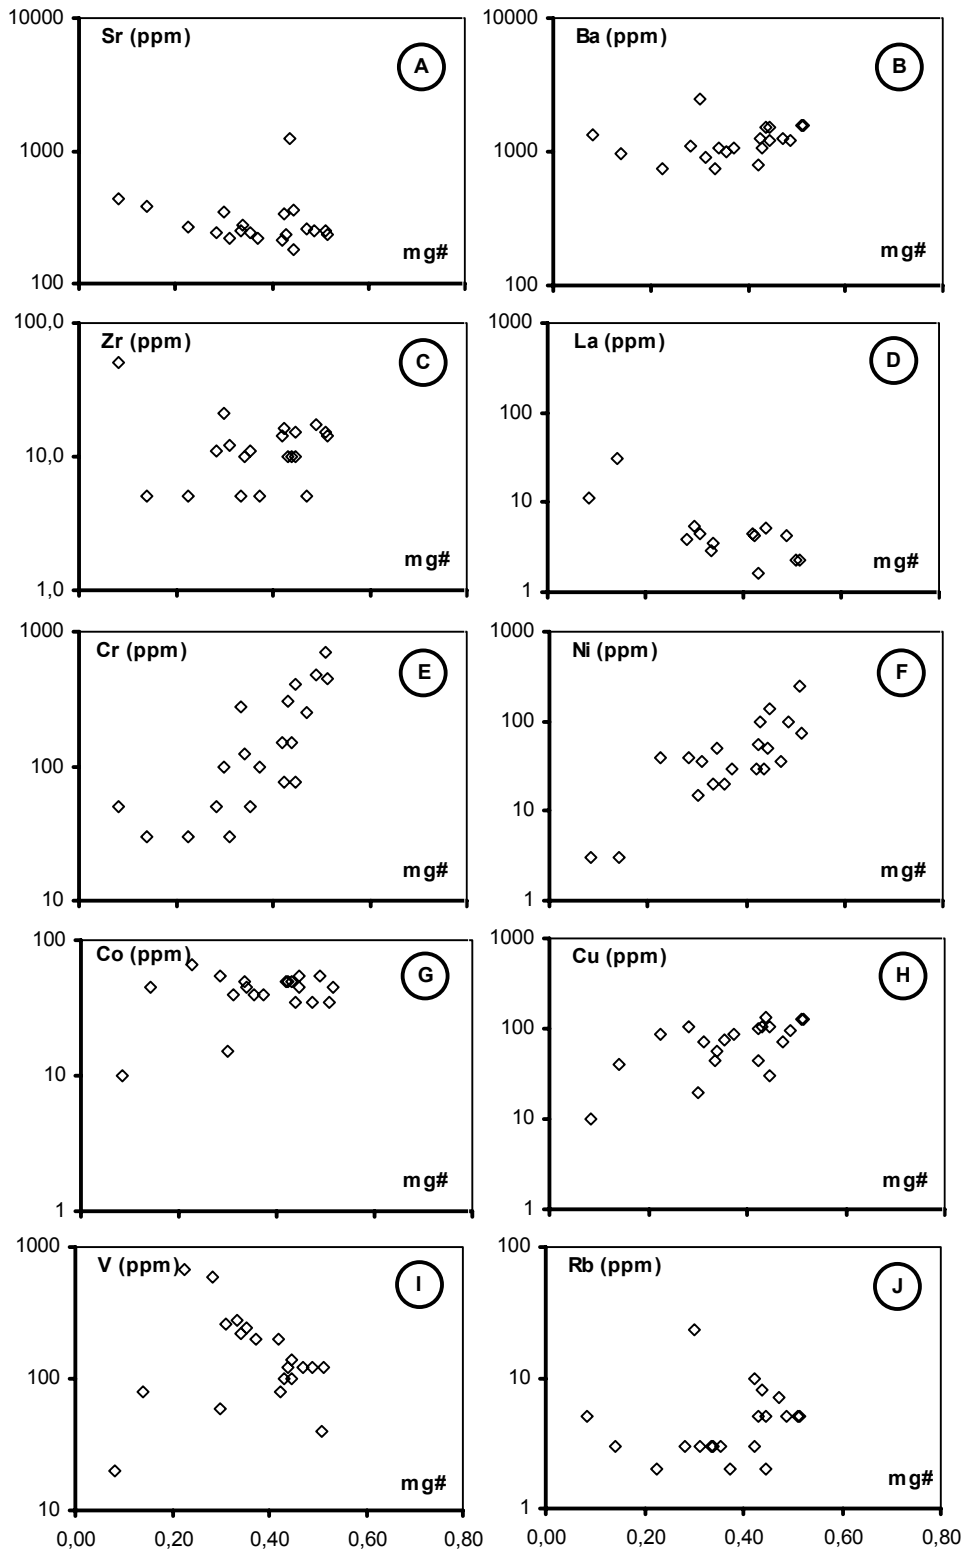 10000
Sr (ppm)
A
1000
mg#
100
10000
Ba (ppm)
B
1000
mg#
100
100,0
Zr (ppm)
C
10,0
mg#
1,0
1000
La (ppm)
D
100
10
mg#
1
1000
Cr (ppm)
E
100
mg#
10
1000
Ni (ppm)
F
100
10
mg#
1
100
Co (ppm)
G
10
mg#
1
1000
Cu (ppm)
H
100
10
mg#
1
1000
V (ppm)
I
100
mg#
10
0,00 0,20 0,40 0,60 0,80
100
Rb (ppm)
J
10
mg#
1
0,00 0,20 0,40 0,60 0,80